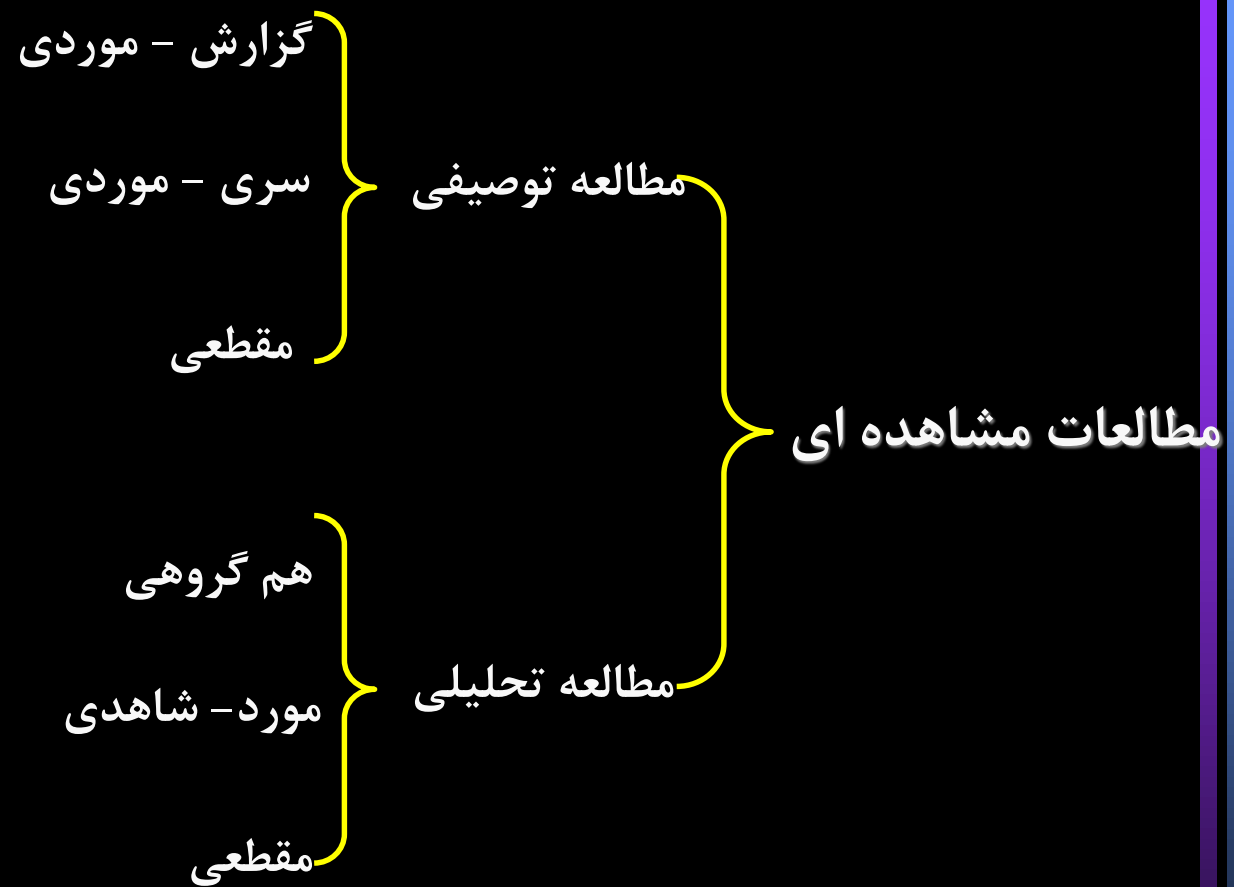 مطالعات مشاهده ای
مطالعه توصیفی
گزارش – موردی
سری – موردی
مقطعی
مطالعه تحلیلی
هم گروهی
مورد– شاهدی
مقطعی